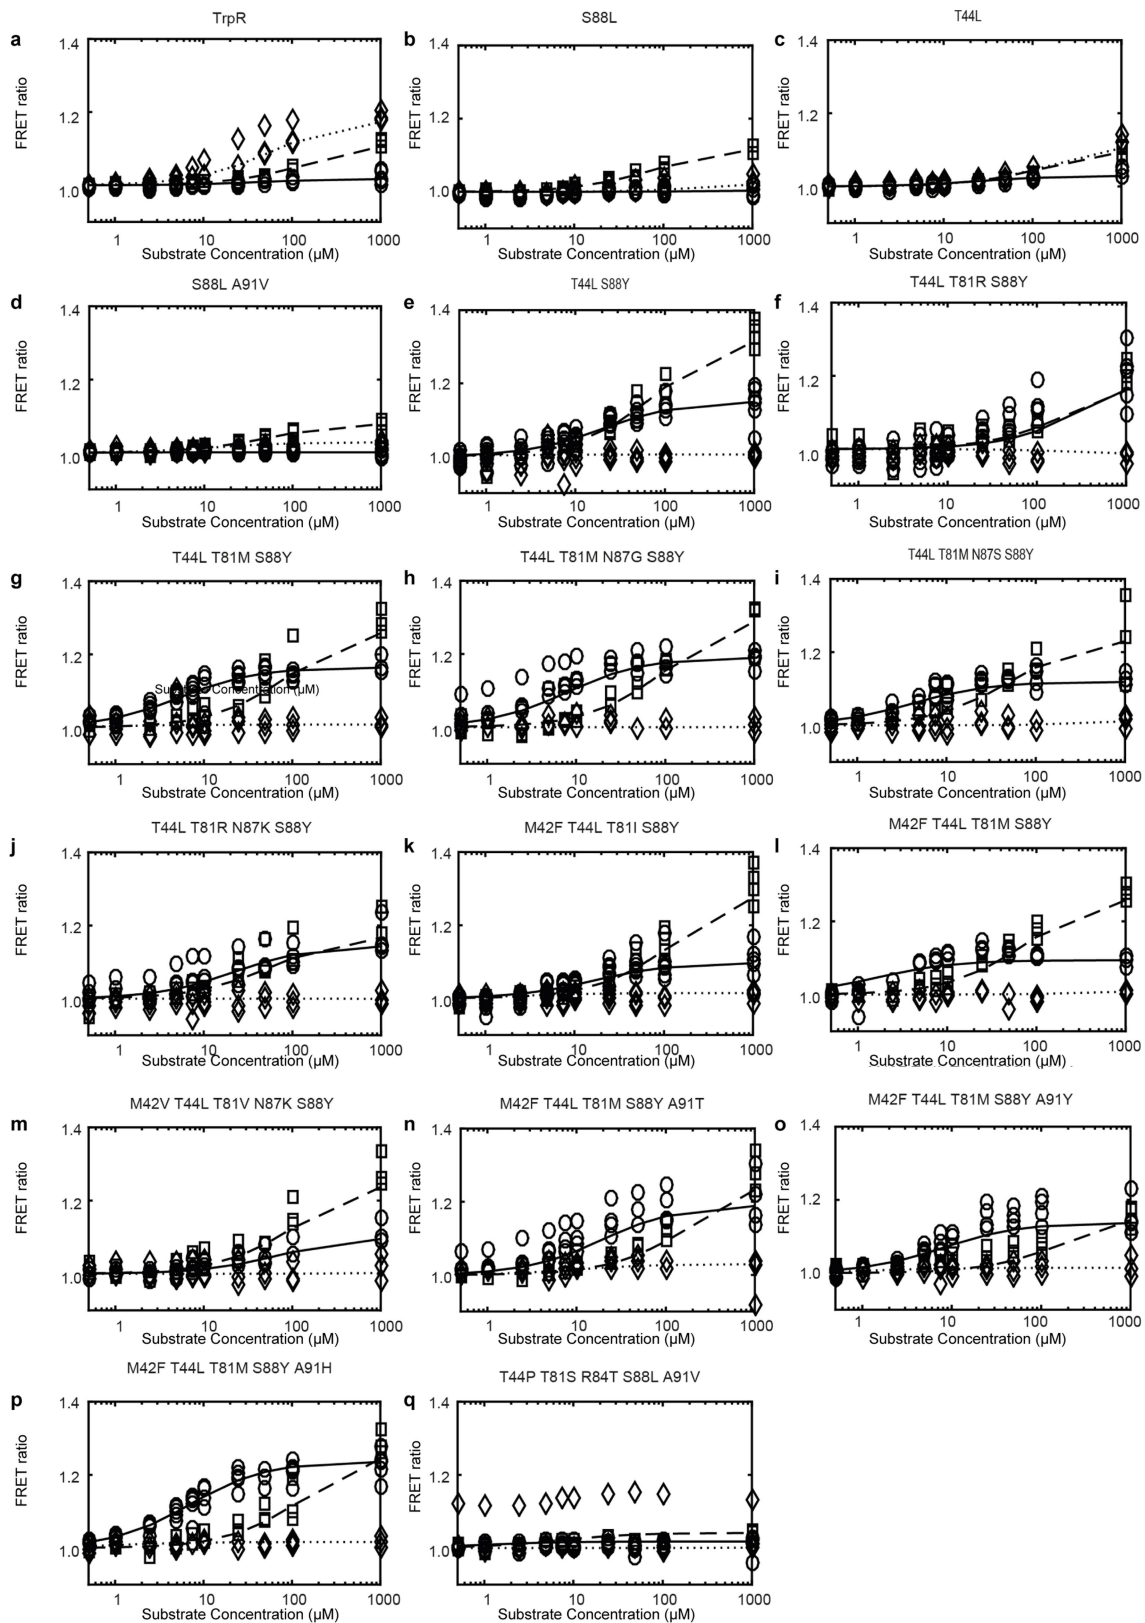 TrpR
S88L
T44L
a
b
c
1.4
1.2
1.0
FRET ratio
1
10
100
1000
Substrate Concentration (µM)
1.4
1.2
1.0
FRET ratio
1
10
100
1000
Substrate Concentration (µM)
1.4
1.2
1.0
FRET ratio
1
10
100
1000
Substrate Concentration (µM)
S88L A91V
T44L S88Y
T44L T81R S88Y
d
e
f
1.4
1.2
1.0
FRET ratio
1
10
100
1000
Substrate Concentration (µM)
1.4
1.2
1.0
FRET ratio
1
10
100
1000
Substrate Concentration (µM)
1.4
1.2
1.0
FRET ratio
1
10
100
1000
Substrate Concentration (µM)
T44L T81M S88Y
T44L T81M N87G S88Y
T44L T81M N87S S88Y
g
h
i
1.4
1.2
1.0
FRET ratio
Substrate Concentration (µM)
1
10
100
1000
Substrate Concentration (µM)
1.4
1.2
1.0
FRET ratio
1
10
100
1000
Substrate Concentration (µM)
1.4
1.2
1.0
FRET ratio
1
10
100
1000
Substrate Concentration (µM)
T44L T81R N87K S88Y
M42F T44L T81I S88Y
M42F T44L T81M S88Y
j
k
l
1.4
1.2
1.0
FRET ratio
1
10
100
1000
Substrate Concentration (µM)
1.4
1.2
1.0
FRET ratio
1
10
100
1000
Substrate Concentration (µM)
1.4
1.2
1.0
FRET ratio
1
10
100
1000
Substrate Concentration (µM)
M42V T44L T81V N87K S88Y
M42F T44L T81M S88Y A91T
M42F T44L T81M S88Y A91Y
m
n
o
1.4
1.2
1.0
FRET ratio
1
10
100
1000
Substrate Concentration (µM)
1.4
1.2
1.0
FRET ratio
1
10
100
1000
Substrate Concentration (µM)
1.4
1.2
1.0
FRET ratio
1
10
100
1000
Substrate Concentration (µM)
M42F T44L T81M S88Y A91H
T44P T81S R84T S88L A91V
p
q
1.4
1.2
1.0
FRET ratio
1
10
100
1000
Substrate Concentration (µM)
1.4
1.2
1.0
FRET ratio
1
10
100
1000
Substrate Concentration (µM)